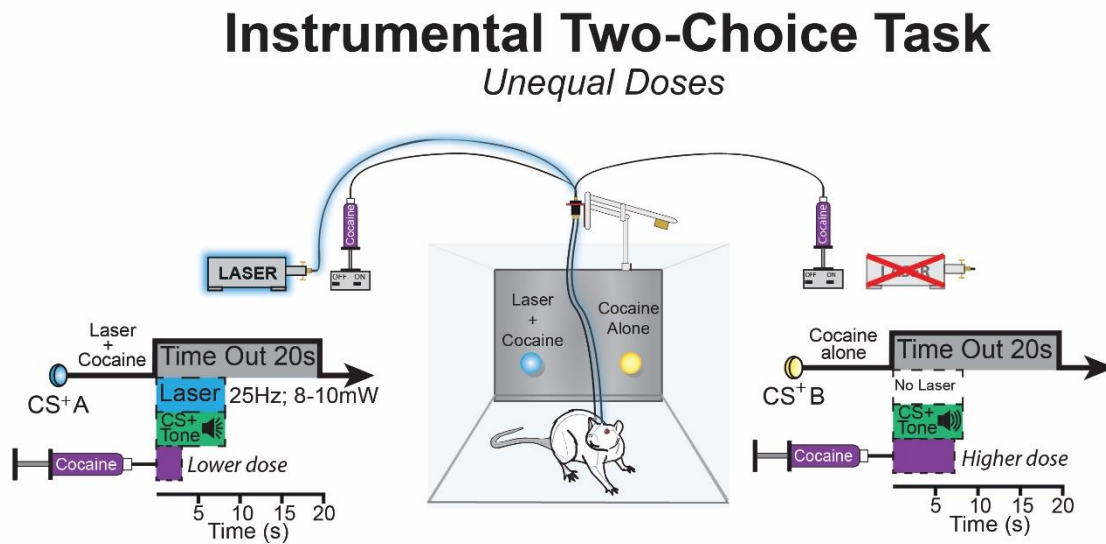 Instrumental Two-Choice Task
Unequal Doses
LASER
Cocaine
OFF ON
Cocaine
OFF ON
LASER
Laser
+
Cocaine
Cocaine
Alone
Laser
+
Cocaine
Time Out 20s
CS+A
Laser
25Hz; 8-10mW
CS+
Tone
Cocaine
Lower dose
5 10 15 20
Time (s)
Cocaine
alone
Time Out 20s
CS+B
No Laser
CS+
Tone
Cocaine
Higher dose
5 10 15 20
Time (s)